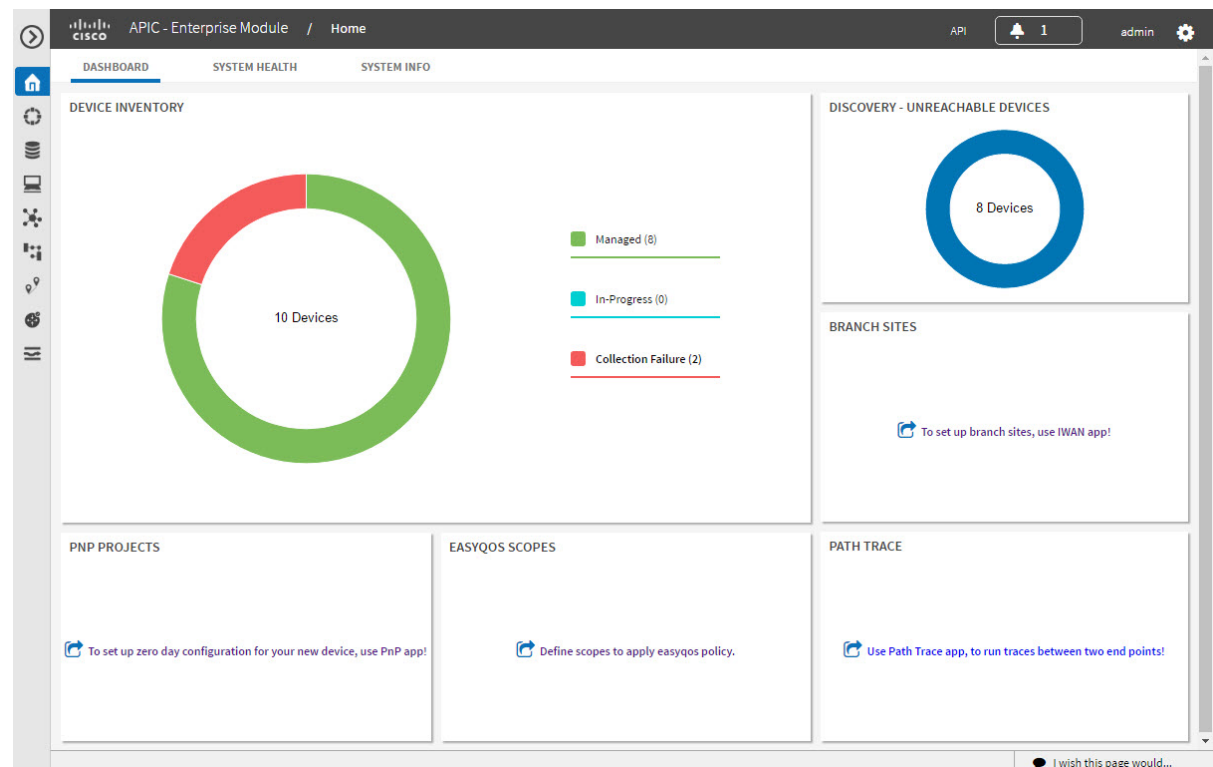 CISCO APIC - Enterprise Module / Home API 1 admin
DASHBOARD SYSTEM HEALTH SYSTEM INFO
DEVICE INVENTORY
10 Devices
Managed (8)
In-Progress (0)
Collection Failure (2)
DISCOVERY - UNREACHABLE DEVICES
8 Devices
BRANCH SITES
To set up branch sites, use IWAN app!
PNP PROJECTS
To set up zero day configuration for your new device, use PnP app!
EASYQOS SCOPES
Define scopes to apply easyqos policy.
PATH TRACE
Use Path Trace app, to run traces between two end points!
I wish this page would...